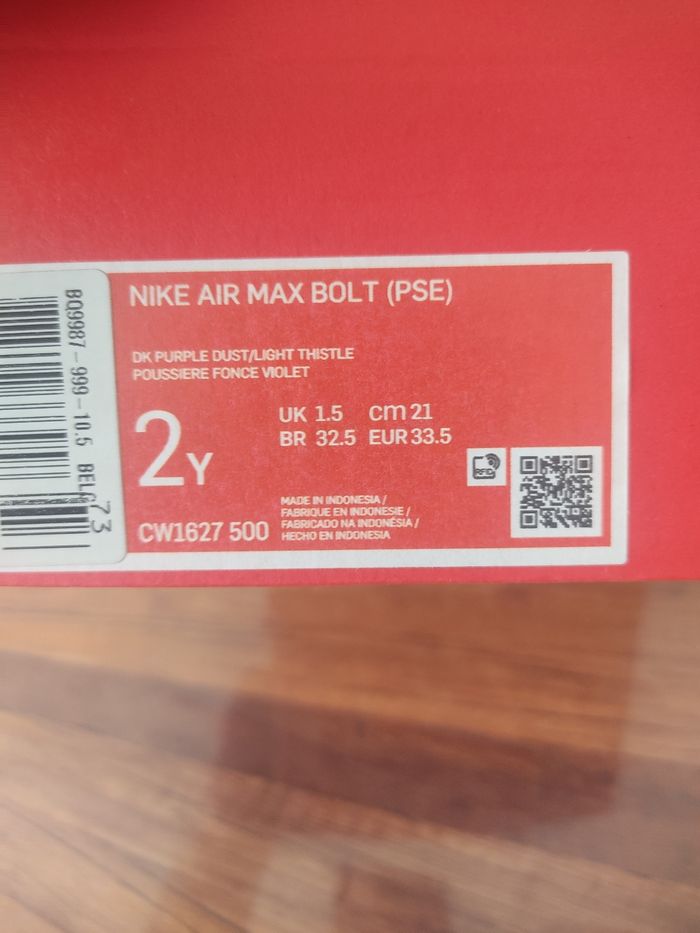 NIKE AIR MAX BOLT (PSE)
DK PURPLE DUST/LIGHT THISTLE
POUSSIERE FONCE VIOLET
2Y
UK 1.5 cm 21
BR 32.5 EUR 33.5
RFID
CW1627 500
MADE IN INDONESIA /
FABRIQUE EN INDONESIE /
FABRICADO NA INDONÉSIA /
HECHO EN INDONESIA
BQ9987-999-10.5
73